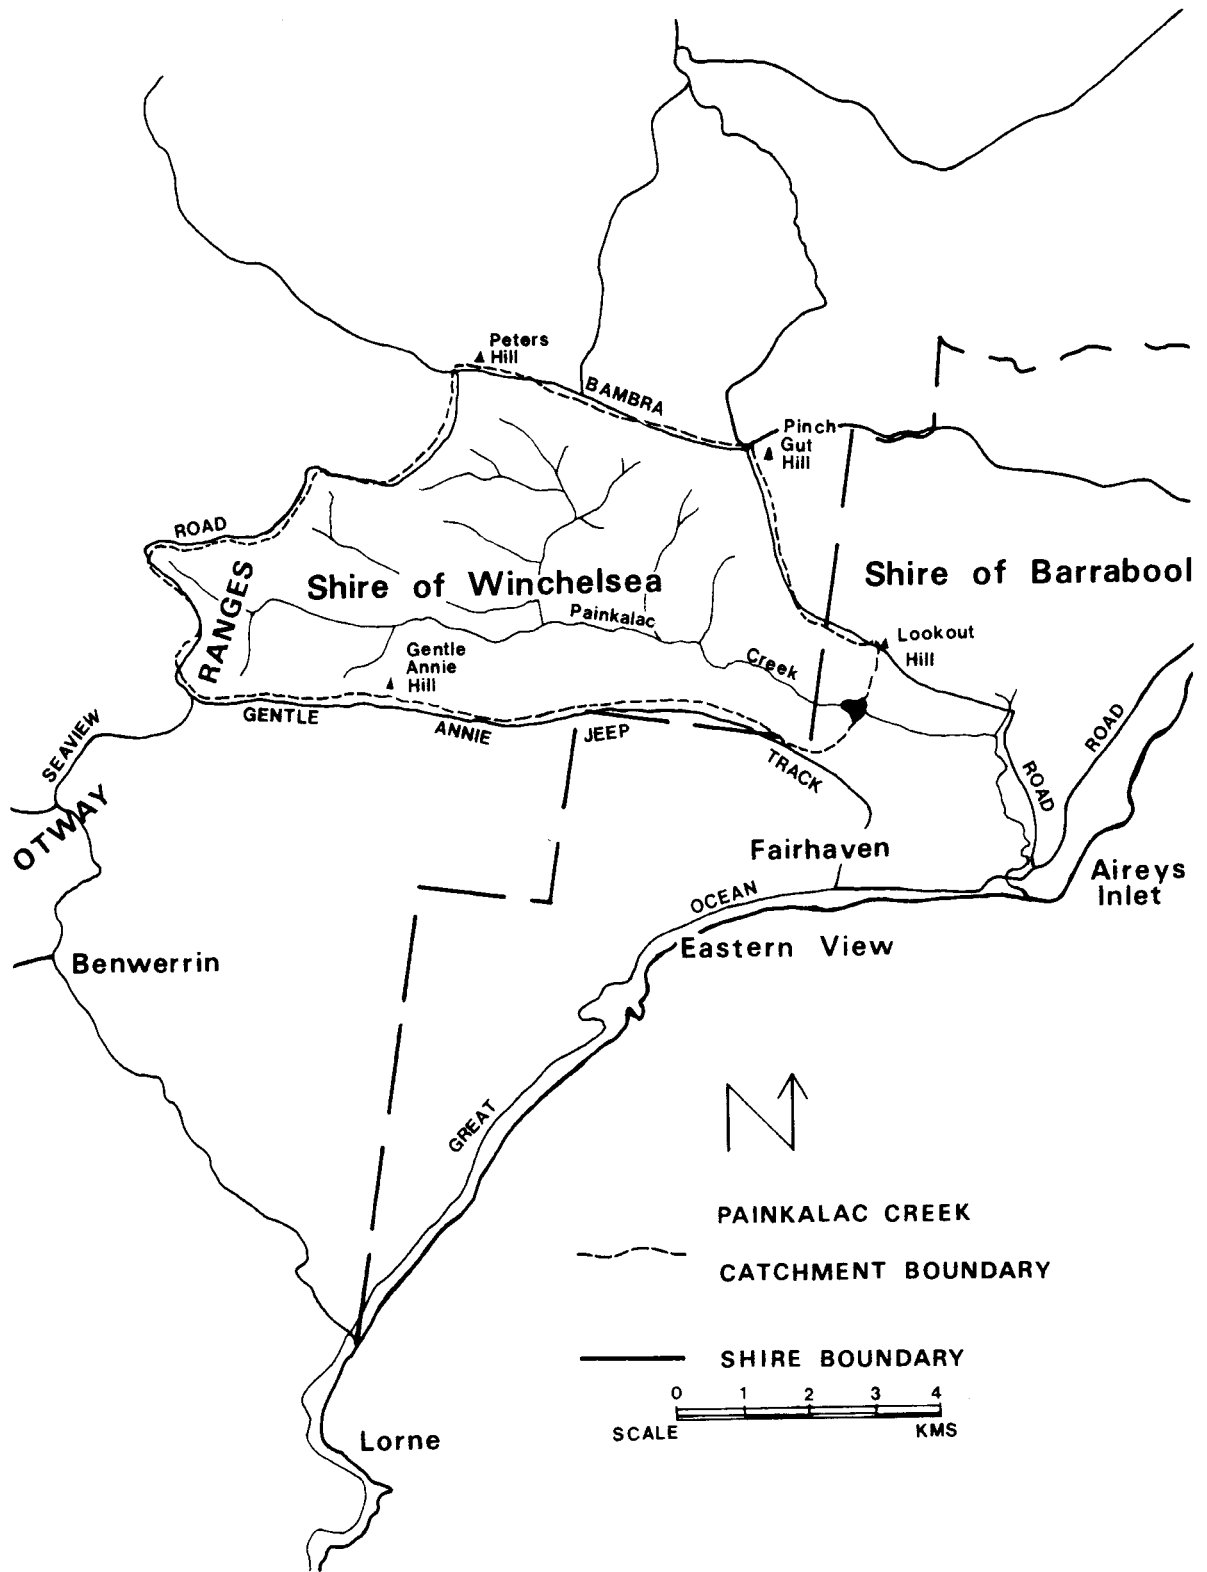 Peters
Hill
BAMBRA
Pinch
Gut
Hill
ROAD
RANGES
Shire of Winchelsea
Shire of Barrabool
Painkalac
Creek
Lookout
Hill
Gentle
Annie
Hill
GENTLE
ANNIE
JEEP
TRACK
SEAVIEW
OTWAY
ROAD
ROAD
Fairhaven
Aireys
Inlet
OCEAN
Eastern View
Benwerrin
GREAT
N
PAINKALAC CREEK
CATCHMENT BOUNDARY
SHIRE BOUNDARY
0 1 2 3 4
SCALE KMS
Lorne